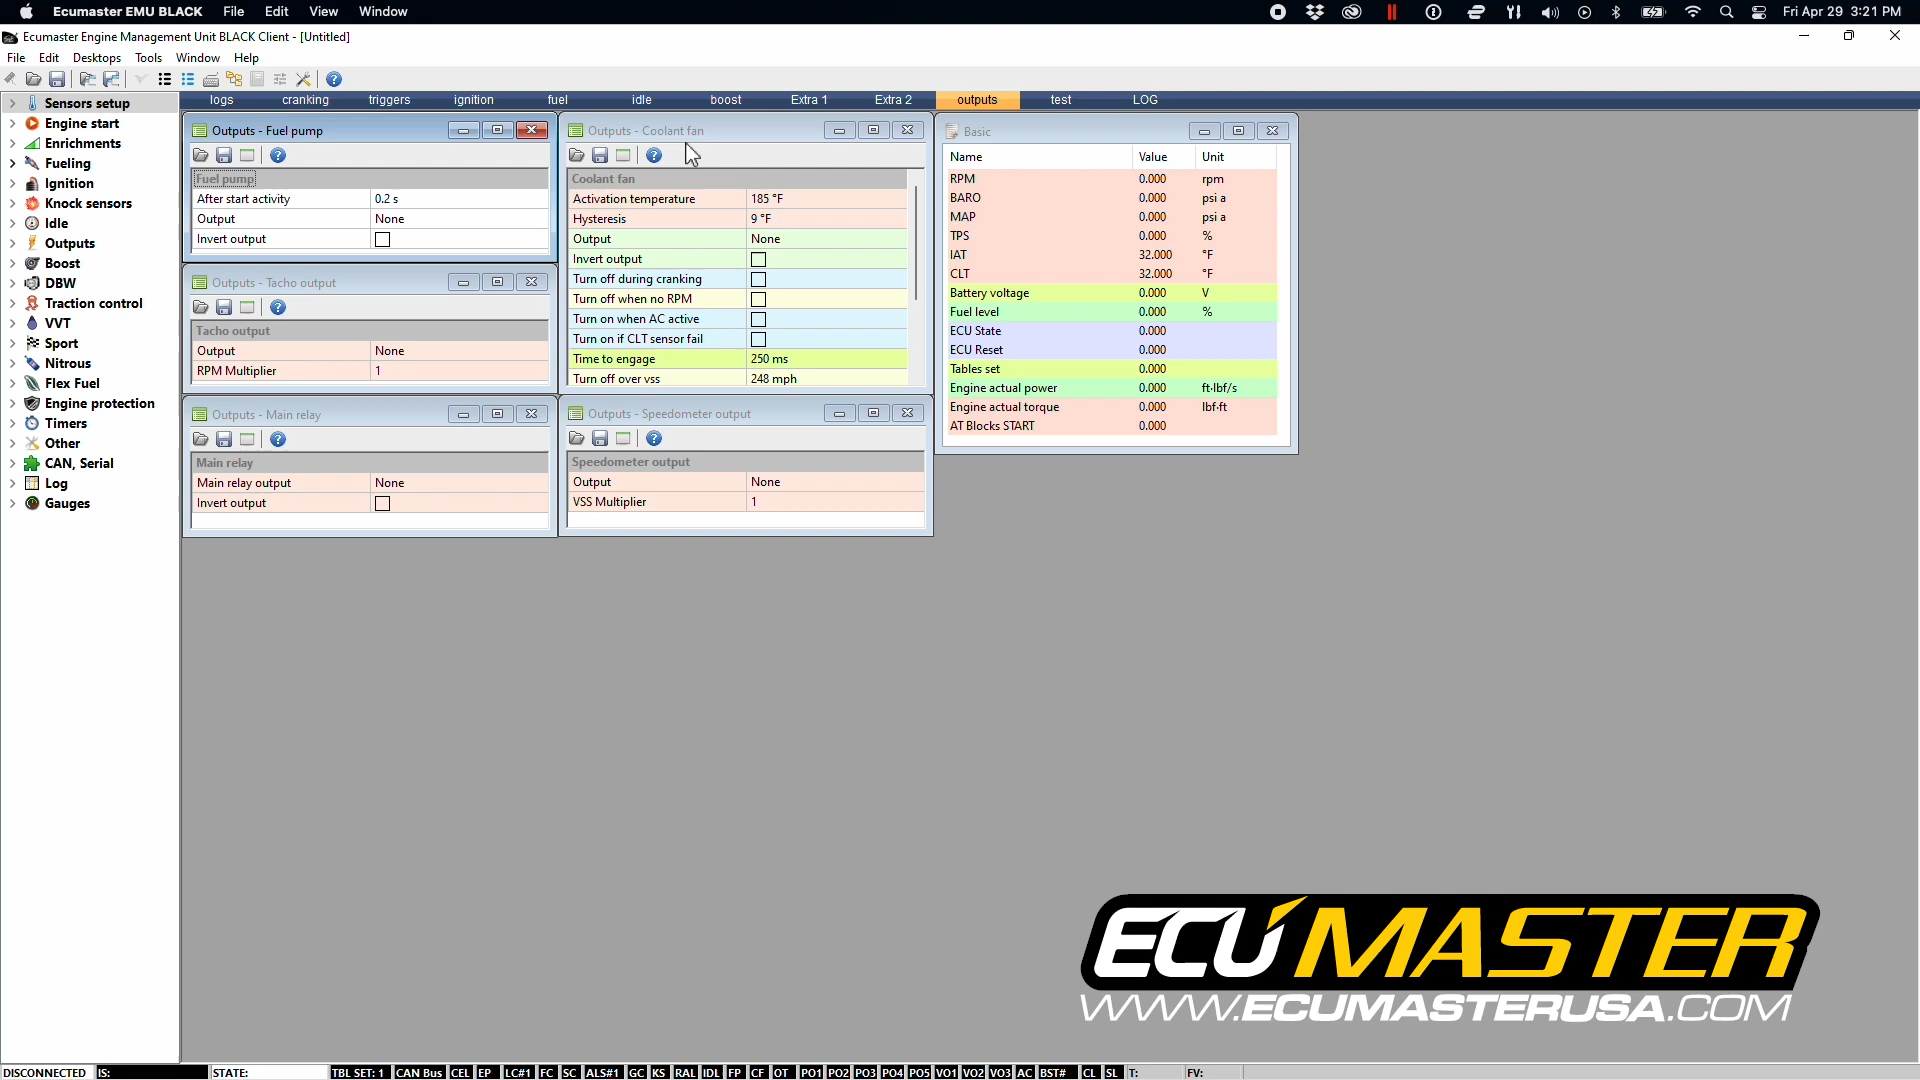 Ecumaster EMU BLACK File Edit View Window Fri Apr 29 3:21 PM
Ecumaster Engine Management Unit BLACK Client - [Untitled]
File Edit Desktops Tools Window Help
logs cranking triggers ignition fuel idle boost Extra 1 Extra 2 outputs test LOG
Sensors setup
Engine start
Enrichments
Fueling
Ignition
Knock sensors
Idle
Outputs
Boost
DBW
Traction control
VVT
Sport
Nitrous
Flex Fuel
Engine protection
Timers
Other
CAN, Serial
Log
Gauges
Outputs - Fuel pump
Fuel pump
After start activity 0.2 s
Output None
Invert output
Outputs - Tacho output
Tacho output
Output None
RPM Multiplier 1
Outputs - Main relay
Main relay
Main relay output None
Invert output
Outputs - Coolant fan
Coolant fan
Activation temperature 185 °F
Hysteresis 9 °F
Output None
Invert output
Turn off during cranking
Turn off when no RPM
Turn on when AC active
Turn on if CLT sensor fail
Time to engage 250 ms
Turn off over vss 248 mph
Outputs - Speedometer output
Speedometer output
Output None
VSS Multiplier 1
Basic
Name Value Unit
RPM 0.000 rpm
BARO 0.000 psi a
MAP 0.000 psi a
TPS 0.000 %
IAT 32.000 °F
CLT 32.000 °F
Battery voltage 0.000 V
Fuel level 0.000 %
ECU State 0.000
ECU Reset 0.000
Tables set 0.000
Engine actual power 0.000 ft·lbf/s
Engine actual torque 0.000 lbf·ft
AT Blocks START 0.000
ECUMASTER
WWW.ECUMASTERUSA.COM
DISCONNECTED IS: STATE: TBL SET: 1 CAN Bus CEL EP LC#1 FC SC ALS#1 GC KS RAL IDL FP CF OT PO1 PO2 PO3 PO4 PO5 VO1 VO2 VO3 AC BST# CL SL T: FV: